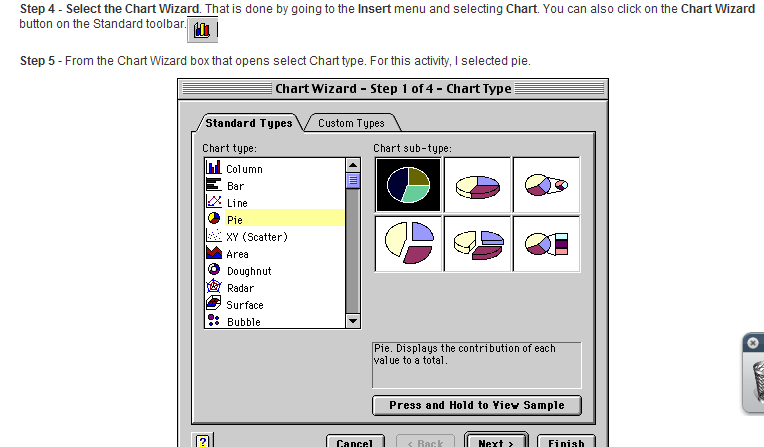 Step 4 - Select the Chart Wizard. That is done by going to the Insert menu and selecting Chart. You can also click on the Chart Wizard
button on the Standard toolbar.
Step 5 - From the Chart Wizard box that opens select Chart type. For this activity, I selected pie.
Chart Wizard - Step 1 of 4 - Chart Type
Standard Types
Custom Types
Chart type:
Column
Bar
Line
Pie
XY (Scatter)
Area
Doughnut
Radar
Surface
Bubble
Chart sub-type:
Pie. Displays the contribution of each
value to a total.
Press and Hold to View Sample
?
Cancel
< Back
Next >
Finish